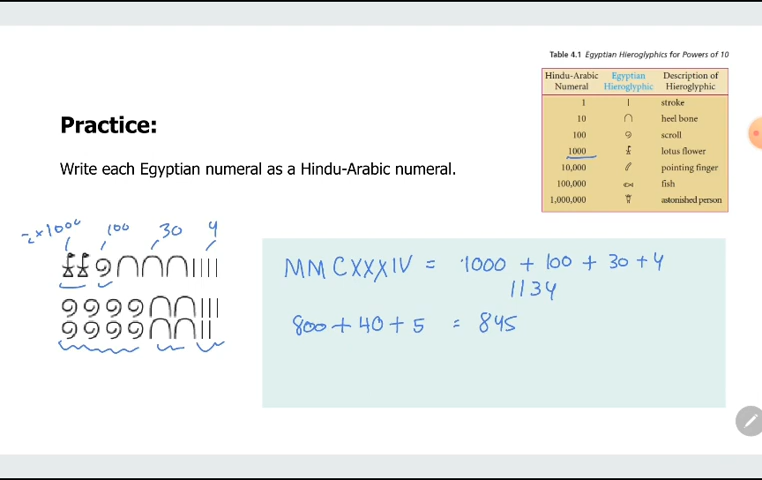 Table 4.1 Egyptian Hieroglyphics for Powers of 10
Hindu-Arabic Numeral Egyptian Hieroglyphic Description of Hieroglyphic
1 stroke
10 heel bone
100 scroll
1000 lotus flower
10,000 pointing finger
100,000 fish
1,000,000 astonished person
Practice:
Write each Egyptian numeral as a Hindu-Arabic numeral.
2×1000 100 30 4
MMCXXXIV = 1000 + 100 + 30 + 4
1134
800 + 40 + 5 = 845